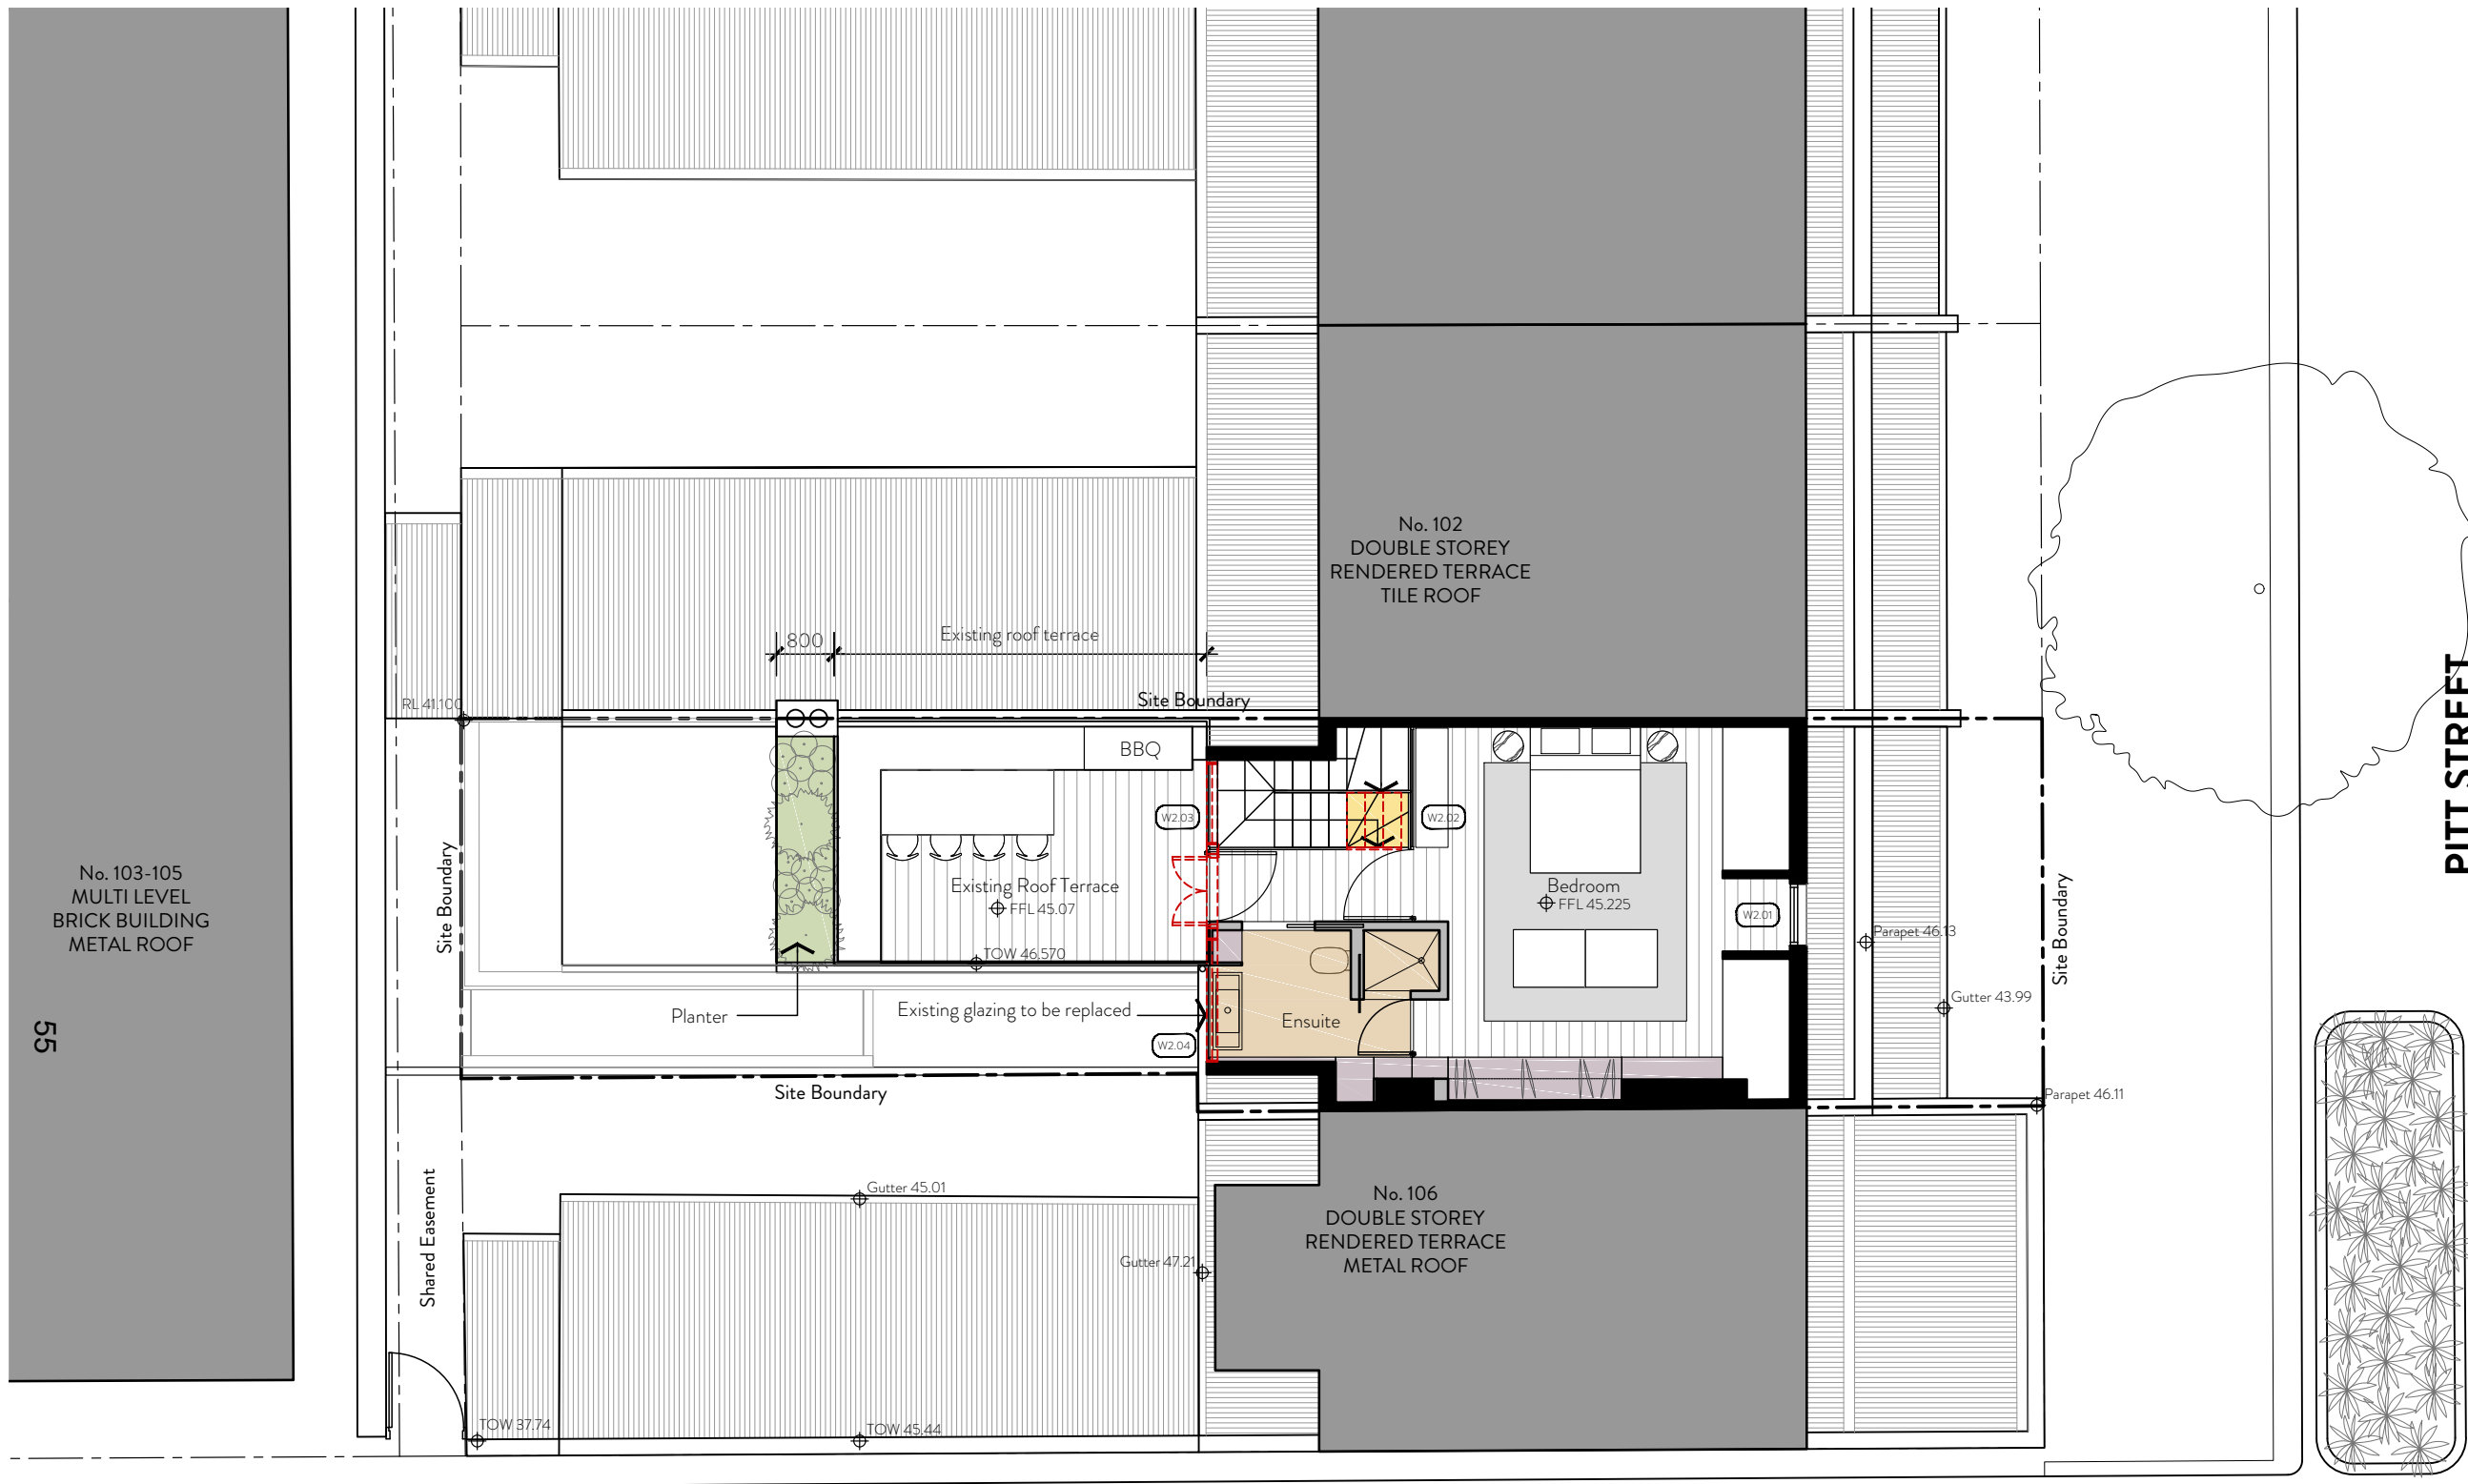 No. 102
DOUBLE STOREY
RENDERED TERRACE
TILE ROOF
800
Existing roof terrace
PITT STREET
Site Boundary
RL 41.100
BBQ
W2.03
W2.02
No. 103-105
MULTI LEVEL
BRICK BUILDING
METAL ROOF
Site Boundary
Existing Roof Terrace
FFL 45.07
Bedroom
FFL 45.225
W2.01
Parapet 46.13
Site Boundary
TOW 46.570
Gutter 43.99
Planter
Existing glazing to be replaced
Ensuite
55
W2.04
Site Boundary
Parapet 46.11
Shared Easement
Gutter 45.01
No. 106
DOUBLE STOREY
RENDERED TERRACE
METAL ROOF
Gutter 47.21
TOW 37.74
TOW 45.44